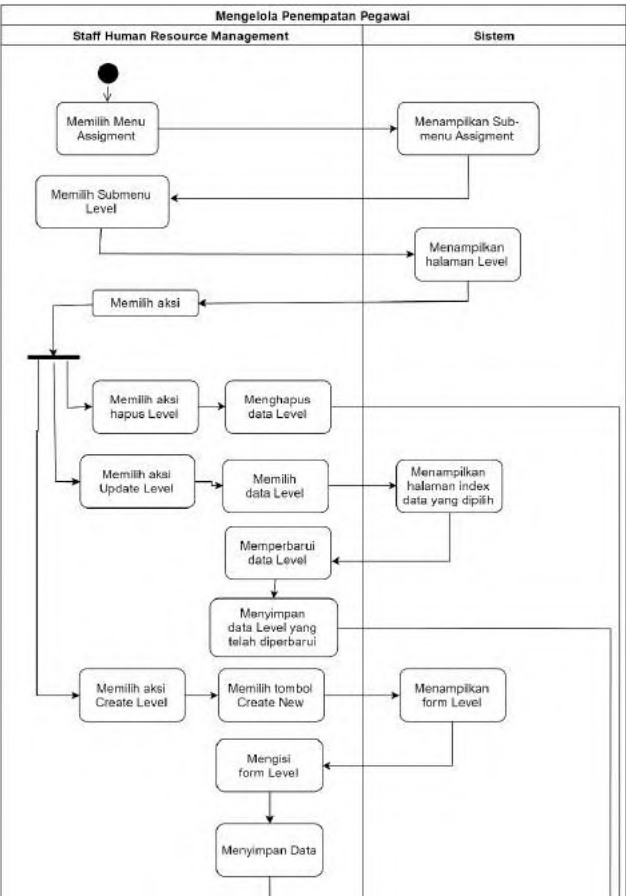 Mengelola Penempatan Pegawai
Staff Human Resource Management
Sistem
Memilih Menu
Assigment
Menampilkan Sub-
menu Assigment
Memilih Submenu
Level
Menampilkan
halaman Level
Memilih aksi
Memilih aksi
hapus Level
Menghapus
data Level
Memilih aksi
Update Level
Memilih
data Level
Menampilkan
halaman index
data yang dipilih
Memperbarui
data Level
Menyimpan
data Level yang
telah diperbarui
Memilih aksi
Create Level
Memilih tombol
Create New
Menampilkan
form Level
Mengisi
form Level
Menyimpan Data